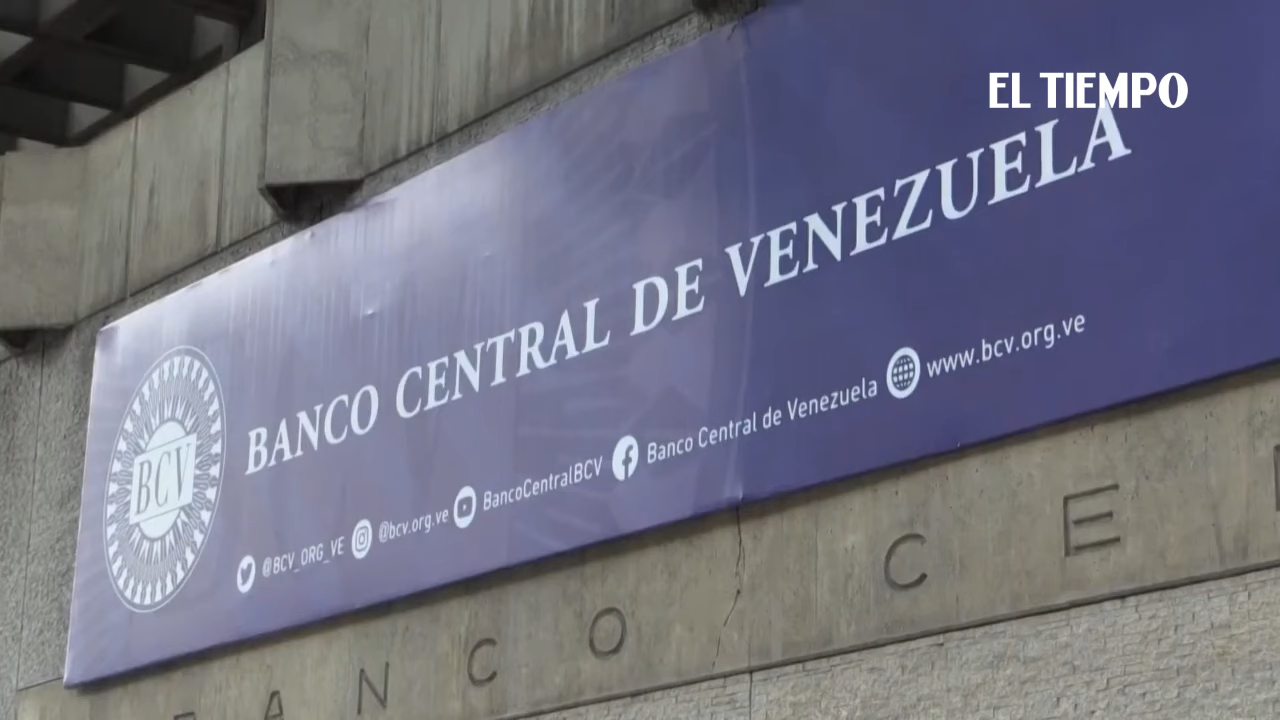 EL TIEMPO
BANCO CENTRAL DE VENEZUELA
BCV
@BCV_ORG_VE @bcv.org.ve BancoCentralBCV Banco Central de Venezuela www.bcv.org.ve
BANCO CE